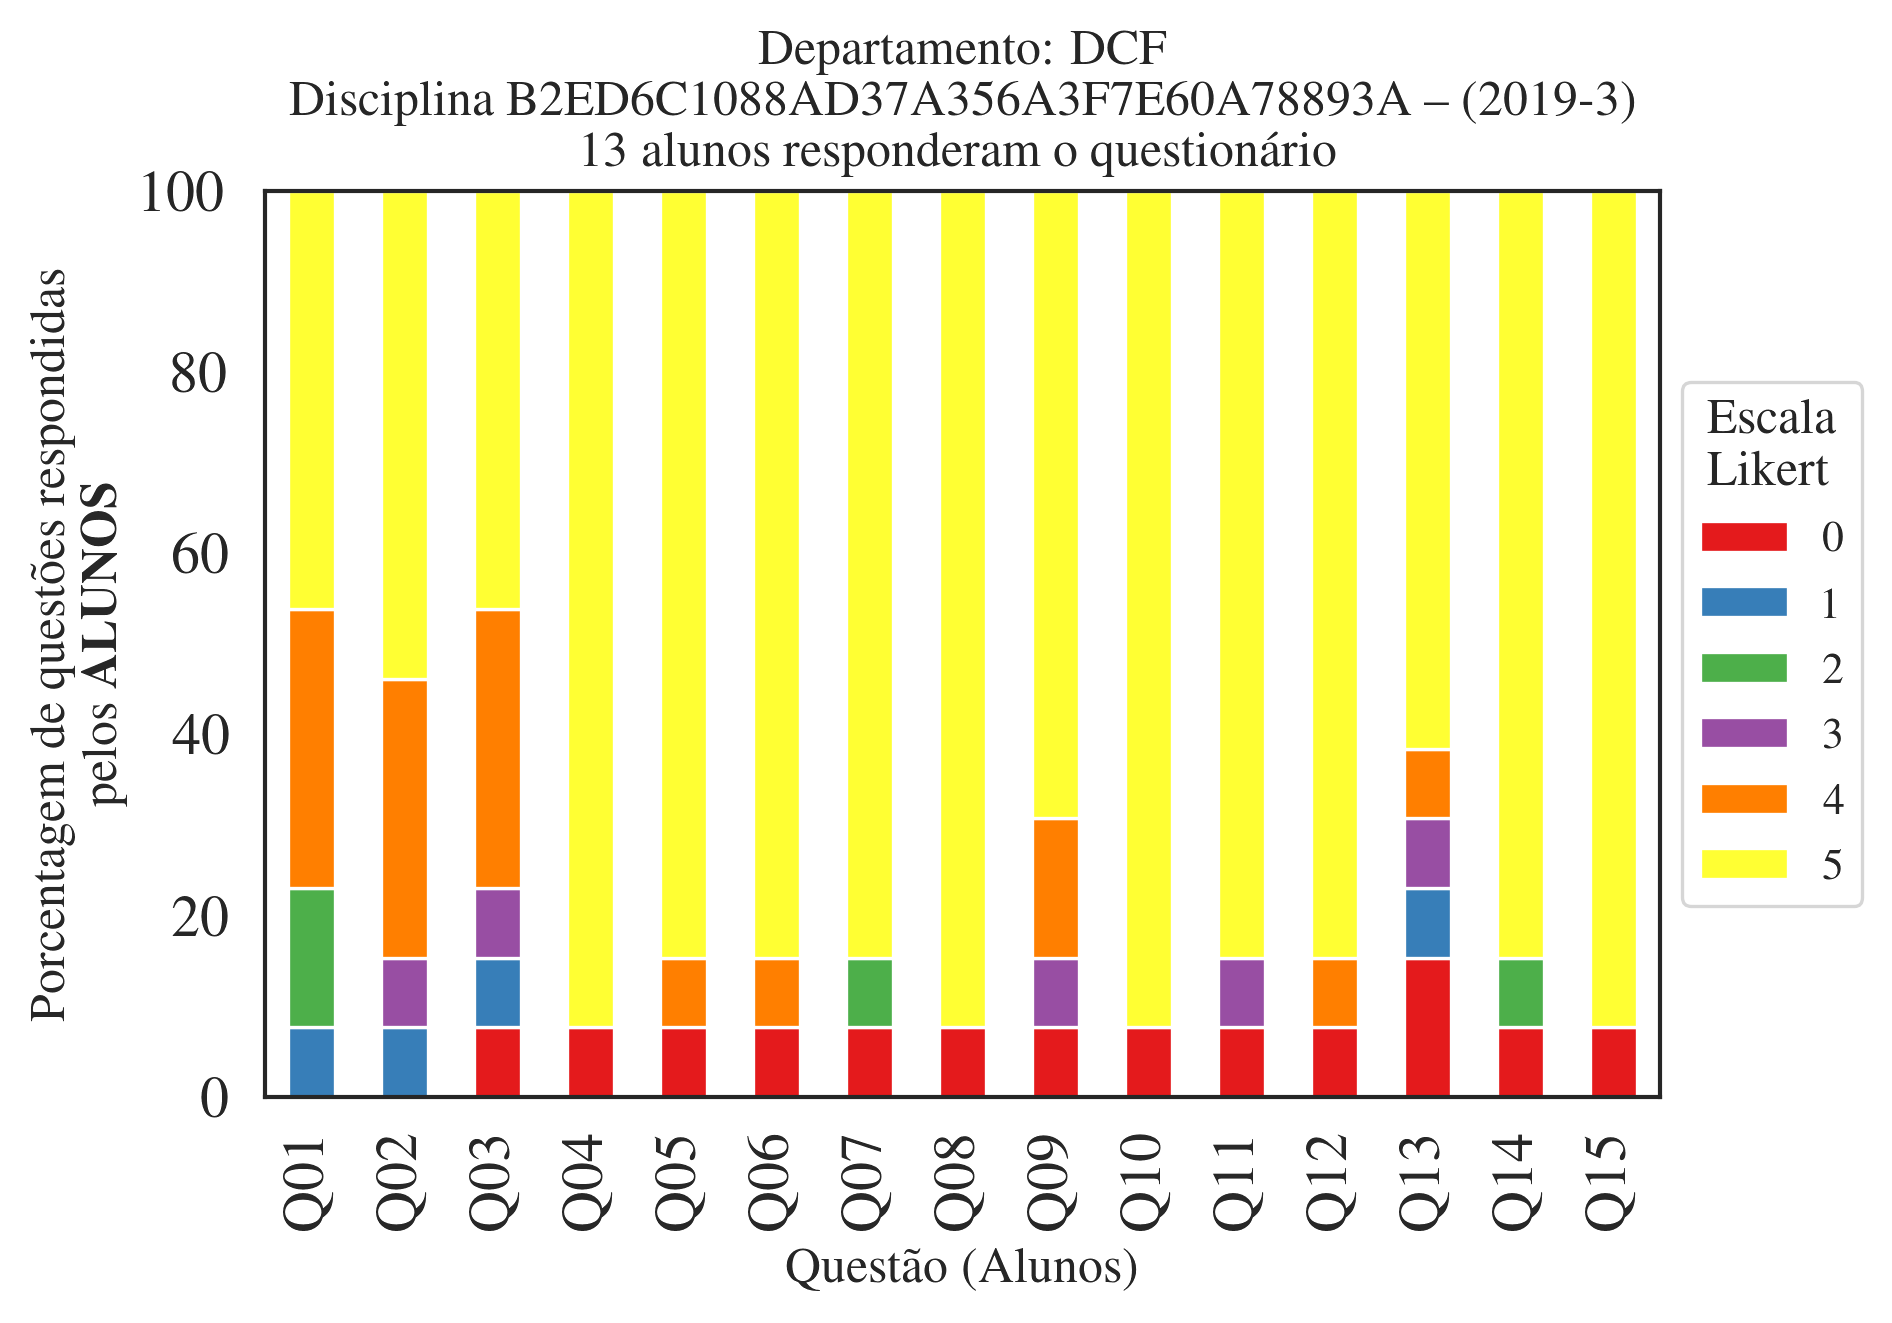 Departamento: DCF
Disciplina B2ED6C1088AD37A356A3F7E60A78893A – (2019-3)
13 alunos responderam o questionário
Porcentagem de questões respondidas
pelos ALUNOS
100
80
60
40
20
0
Q01
Q02
Q03
Q04
Q05
Q06
Q07
Q08
Q09
Q10
Q11
Q12
Q13
Q14
Q15
Questão (Alunos)
Escala
Likert
0
1
2
3
4
5